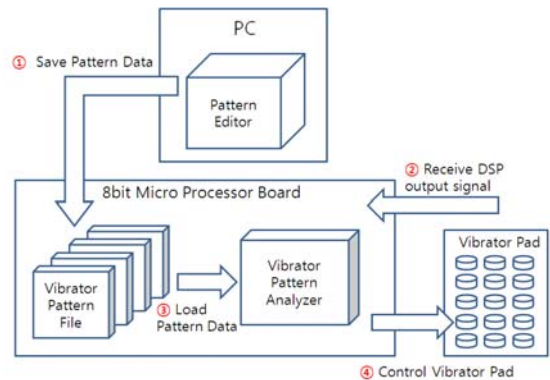 PC
① Save Pattern Data
Pattern
Editor
② Receive DSP
output signal
8bit Micro Processor Board
Vibrator Pad
Vibrator
Pattern
File
Vibrator
Pattern
Analyzer
③ Load
Pattern Data
④ Control Vibrator Pad